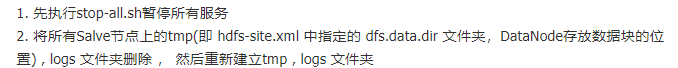 1. 先执行stop-all.sh暂停所有服务
2. 将所有Salve节点上的tmp(即 hdfs-site.xml 中指定的 dfs.data.dir 文件夹，DataNode存放数据块的位
置)，logs 文件夹删除 ， 然后重新建立tmp , logs 文件夹